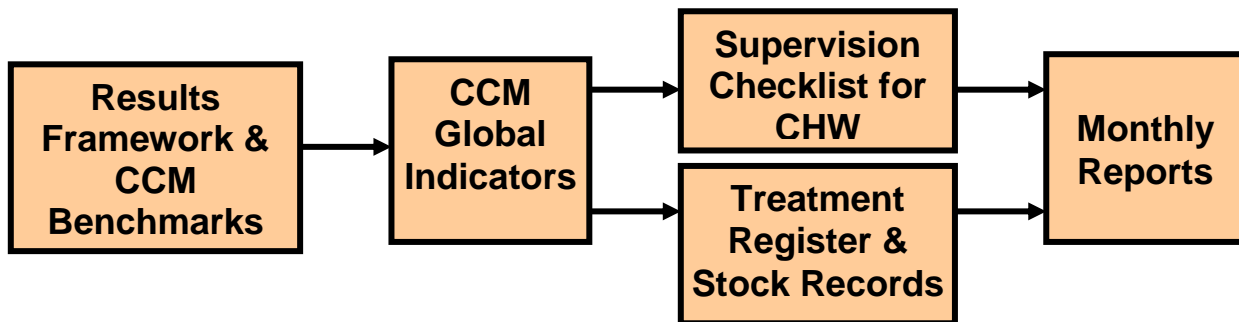 Results
Framework &
CCM
Benchmarks
CCM
Global
Indicators
Supervision
Checklist for
CHW
Treatment
Register &
Stock Records
Monthly
Reports